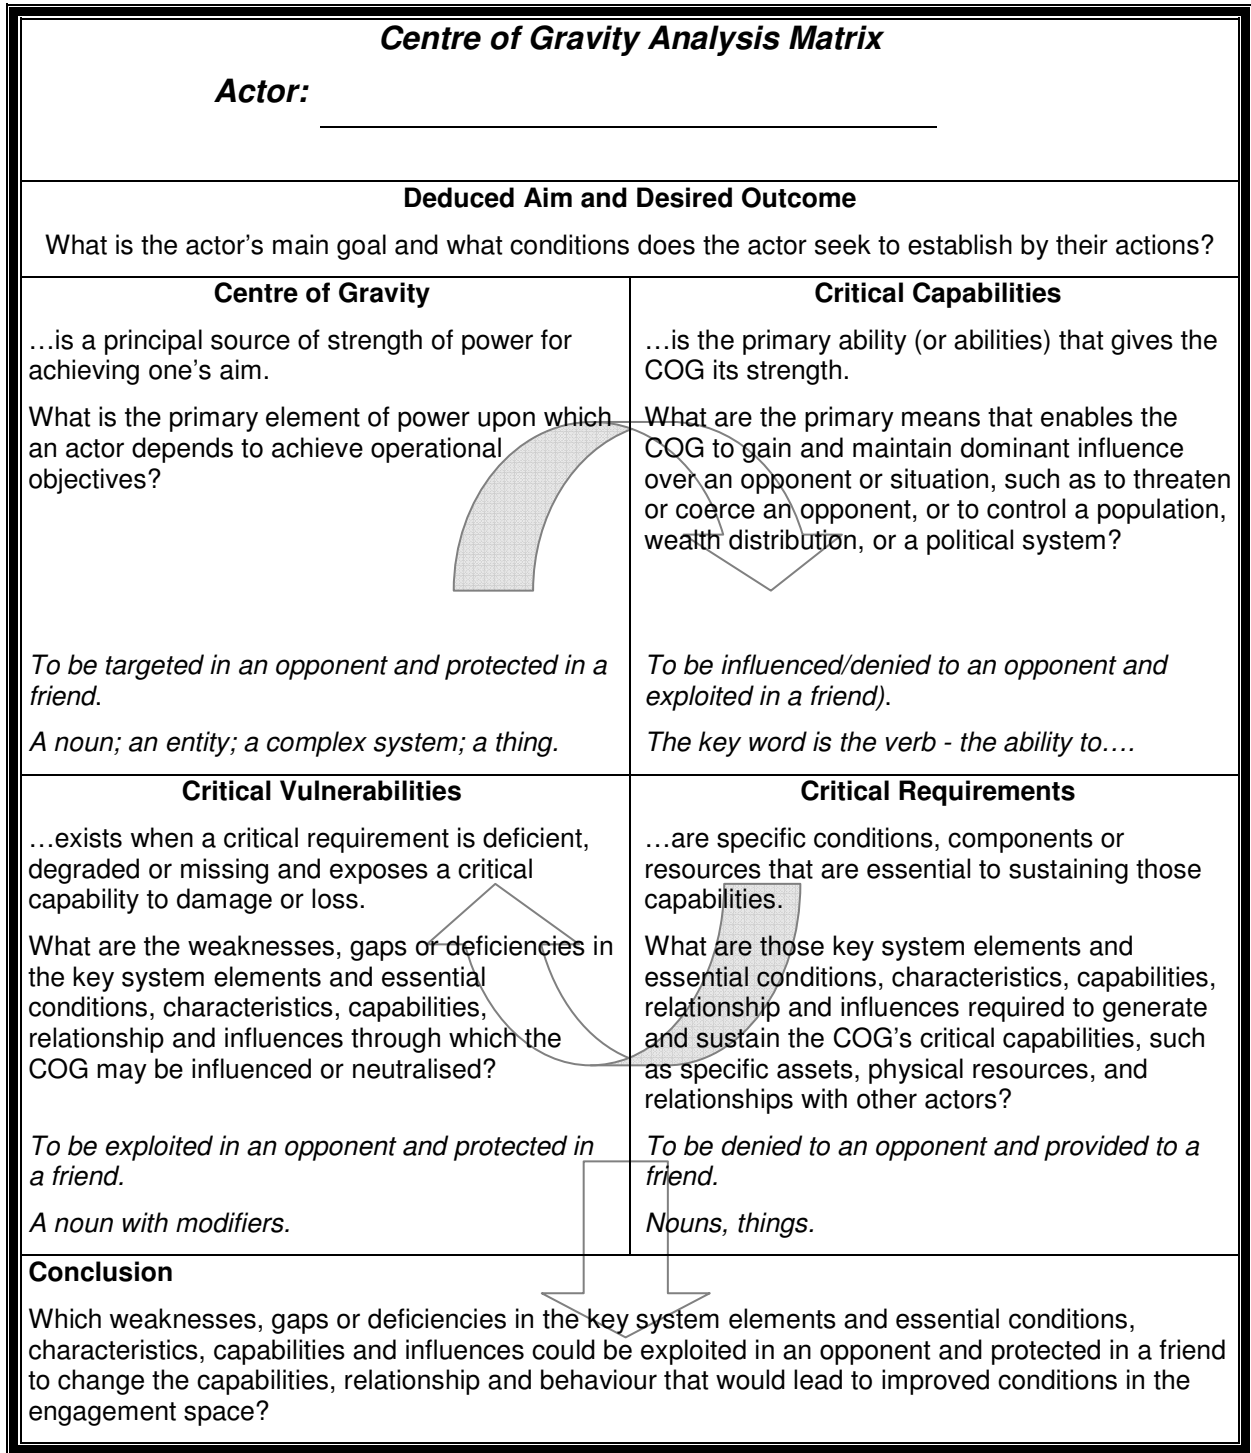 Centre of Gravity Analysis Matrix
Actor:
Deduced Aim and Desired Outcome
What is the actor’s main goal and what conditions does the actor seek to establish by their actions?
Centre of Gravity
…is a principal source of strength of power for
achieving one’s aim.
What is the primary element of power upon which
an actor depends to achieve operational
objectives?
To be targeted in an opponent and protected in a
friend.
A noun; an entity; a complex system; a thing.
Critical Capabilities
…is the primary ability (or abilities) that gives the
COG its strength.
What are the primary means that enables the
COG to gain and maintain dominant influence
over an opponent or situation, such as to threaten
or coerce an opponent, or to control a population,
wealth distribution, or a political system?
To be influenced/denied to an opponent and
exploited in a friend).
The key word is the verb - the ability to….
Critical Vulnerabilities
…exists when a critical requirement is deficient,
degraded or missing and exposes a critical
capability to damage or loss.
What are the weaknesses, gaps or deficiencies in
the key system elements and essential
conditions, characteristics, capabilities,
relationship and influences through which the
COG may be influenced or neutralised?
To be exploited in an opponent and protected in
a friend.
A noun with modifiers.
Critical Requirements
…are specific conditions, components or
resources that are essential to sustaining those
capabilities.
What are those key system elements and
essential conditions, characteristics, capabilities,
relationship and influences required to generate
and sustain the COG’s critical capabilities, such
as specific assets, physical resources, and
relationships with other actors?
To be denied to an opponent and provided to a
friend.
Nouns, things.
Conclusion
Which weaknesses, gaps or deficiencies in the key system elements and essential conditions,
characteristics, capabilities and influences could be exploited in an opponent and protected in a friend
to change the capabilities, relationship and behaviour that would lead to improved conditions in the
engagement space?